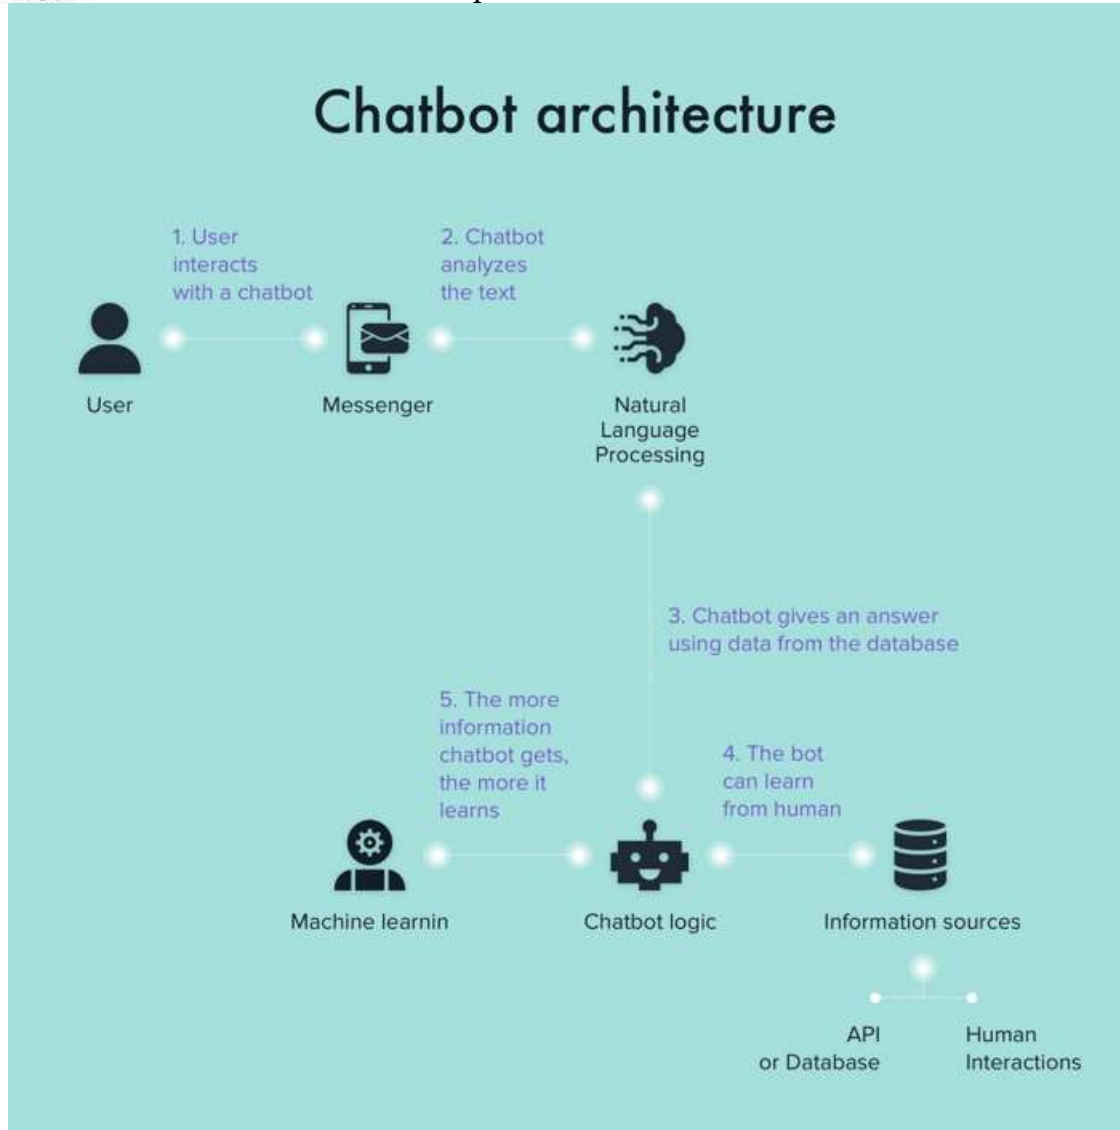 Chatbot architecture
1. User
interacts
with a chatbot
2. Chatbot
analyzes
the text
User
Messenger
Natural
Language
Processing
3. Chatbot gives an answer
using data from the database
5. The more
information
chatbot gets,
the more it
learns
4. The bot
can learn
from human
Machine learnin
Chatbot logic
Information sources
API
or Database
Human
Interactions